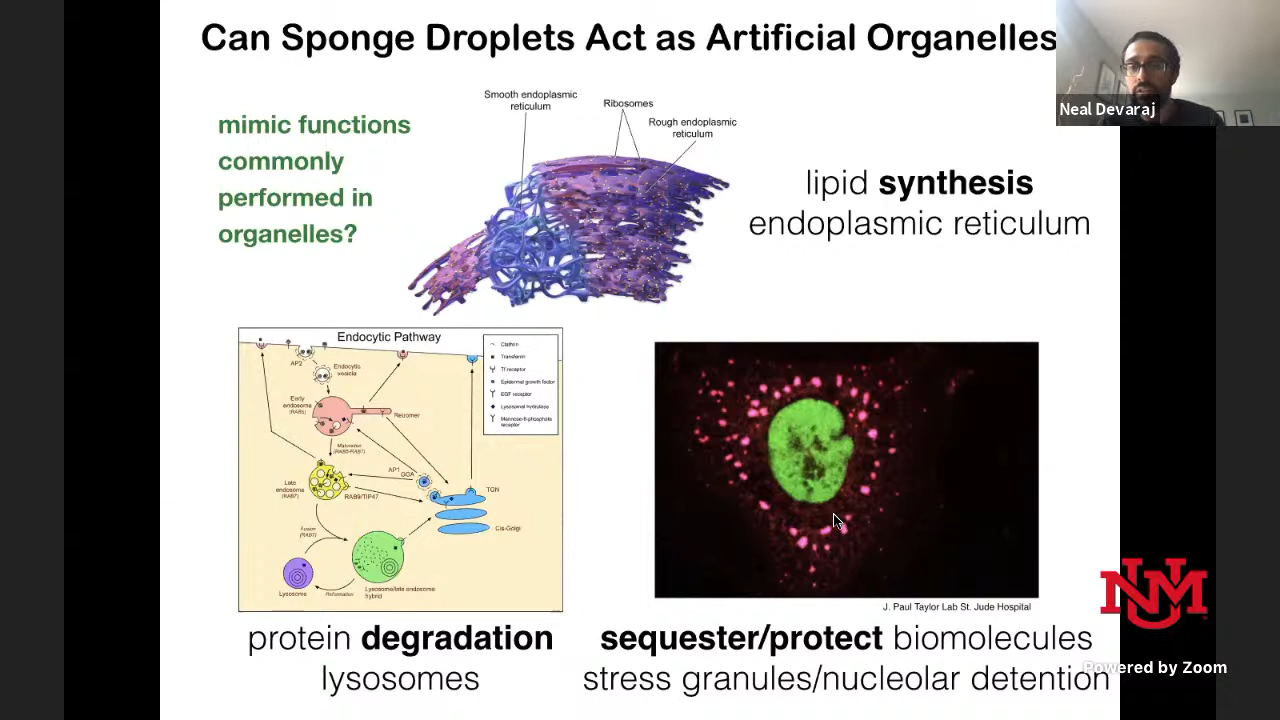 Can Sponge Droplets Act as Artificial Organelles
Neal Devaraj
mimic functions
commonly
performed in
organelles?
Smooth endoplasmic
reticulum
Ribosomes
Rough endoplasmic
reticulum
lipid synthesis
endoplasmic reticulum
Endocytic Pathway
Clathrin
Transferrin
Tf receptor
Epidermal growth factor
EGF receptor
Lysosomal hydrolase
Mannose-6-phosphate
receptor
AP2
Endocytic
vesicle
Early
endosome
(RAB5)
Maturation
(RAB5-RAB7)
AP1
GGA
Late
endosome
(RAB7)
RAB9/TIP47
TGN
Cis-Golgi
Fusion
(RAB7)
Lysosome
Reformation
Lysosome/late endosome
hybrid
J. Paul Taylor Lab St. Jude Hospital
protein degradation
lysosomes
sequester/protect biomolecules
stress granules/nucleolar detention
UNM
Powered by Zoom